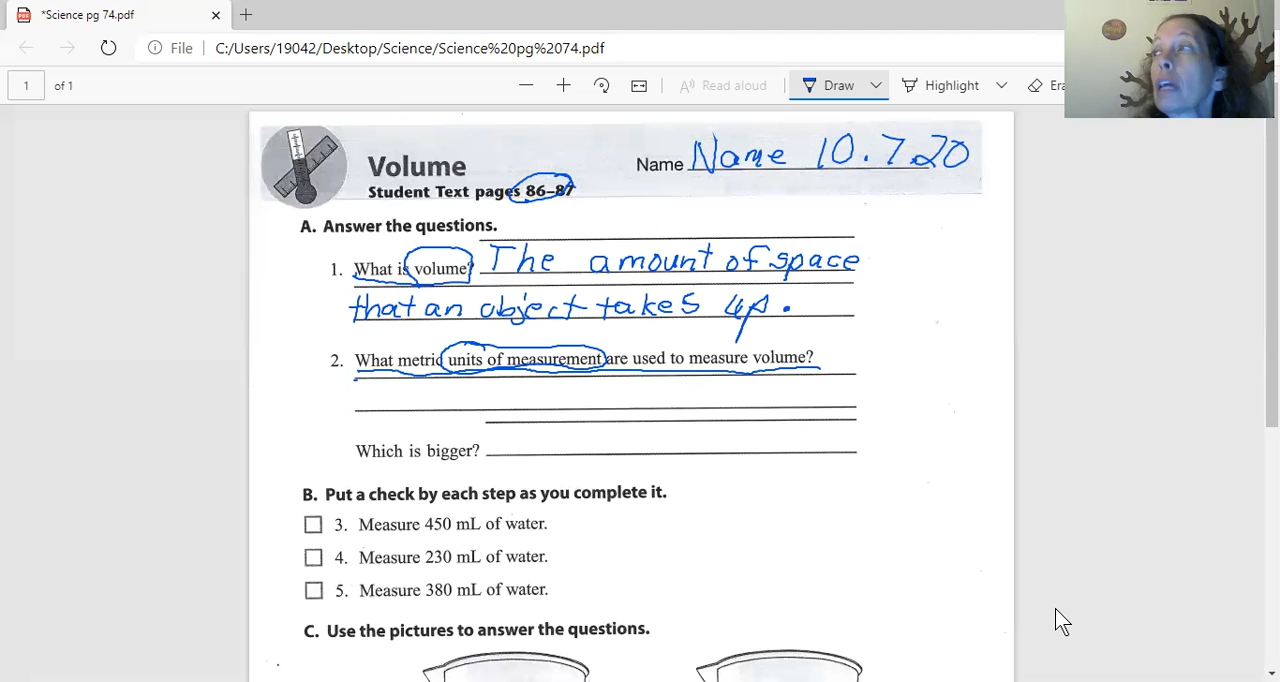 *Science pg 74.pdf
1 of 1
File C:/Users/19042/Desktop/Science/Science%20pg%2074.pdf
Read aloud Draw Highlight Era
Volume
Name Name 10.7.20
Student Text pages 86–87
A. Answer the questions.
1. What is volume? The amount of space
that an object takes up.
2. What metric units of measurement are used to measure volume?
Which is bigger?
B. Put a check by each step as you complete it.
3. Measure 450 mL of water.
4. Measure 230 mL of water.
5. Measure 380 mL of water.
C. Use the pictures to answer the questions.